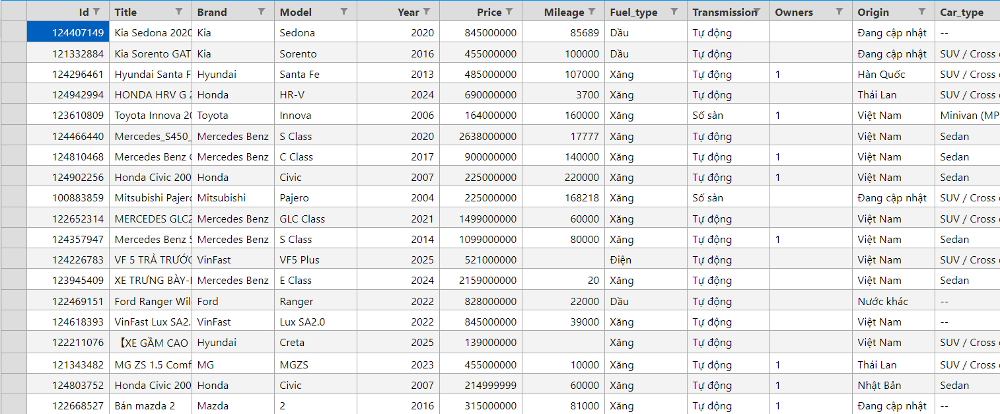 Id Title Brand Model Year Price Mileage Fuel_type Transmission Owners Origin Car_type
124407149 Kia Sedona 2020 Kia Sedona 2020 845000000 85689 Dầu Tự động Đang cập nhật --
121332884 Kia Sorento GAT Kia Sorento 2016 455000000 100000 Dầu Tự động Đang cập nhật SUV / Cross
124296461 Hyundai Santa F Hyundai Santa Fe 2013 485000000 107000 Xăng Tự động 1 Hàn Quốc SUV / Cross
124942994 HONDA HRV G 2 Honda HR-V 2024 690000000 3700 Xăng Tự động Thái Lan SUV / Cross
123610809 Toyota Innova 20 Toyota Innova 2006 164000000 160000 Xăng Số sàn 1 Việt Nam Minivan (MP
124466440 Mercedes_S450_ Mercedes Benz S Class 2020 2638000000 17777 Xăng Tự động Việt Nam Sedan
124810468 Mercedes Benz C Mercedes Benz C Class 2017 900000000 140000 Xăng Tự động 1 Việt Nam Sedan
124902256 Honda Civic 200 Honda Civic 2007 225000000 220000 Xăng Tự động 1 Việt Nam Sedan
100883859 Mitsubishi Pajero Mitsubishi Pajero 2004 225000000 168218 Xăng Số sàn Đang cập nhật SUV / Cross
122652314 MERCEDES GLC2 Mercedes Benz GLC Class 2021 1499000000 60000 Xăng Tự động Việt Nam SUV / Cross
124357947 Mercedes Benz S Mercedes Benz S Class 2014 1099000000 80000 Xăng Tự động 1 Việt Nam Sedan
124226783 VF 5 TRẢ TRƯỚC VinFast VF5 Plus 2025 521000000 Điện Tự động Việt Nam SUV / Cross
123945409 XE TRƯNG BÀY- Mercedes Benz E Class 2024 2159000000 20 Xăng Tự động Việt Nam Sedan
122469151 Ford Ranger Wil Ford Ranger 2022 828000000 22000 Dầu Tự động Nước khác --
124618393 VinFast Lux SA2. VinFast Lux SA2.0 2022 845000000 39000 Xăng Tự động Việt Nam --
122211076 【XE GẦM CAO Hyundai Creta 2025 139000000 Xăng Tự động Việt Nam SUV / Cross
121343482 MG ZS 1.5 Comf MG MGZS 2023 455000000 10000 Xăng Tự động 1 Thái Lan SUV / Cross
124803752 Honda Civic 200 Honda Civic 2007 214999999 60000 Xăng Tự động 1 Nhật Bản Sedan
122668527 Bán mazda 2 Mazda 2 2016 315000000 81000 Xăng Tự động 1 Đang cập nhật --